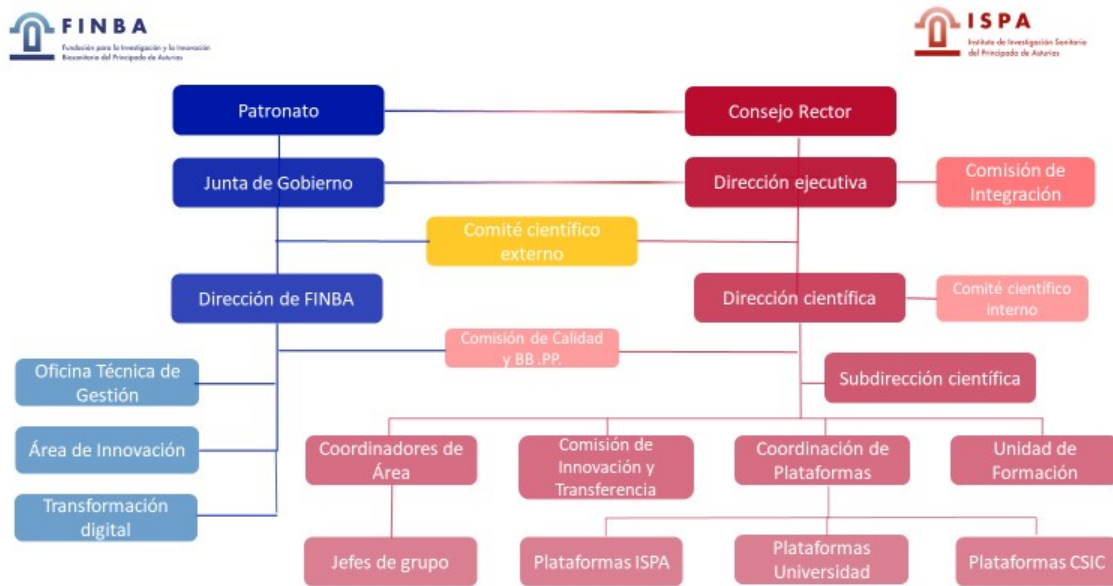 FINBA
Fundación para la Investigación y la Innovación
Biosanitaria del Principado de Asturias
ISPA
Instituto de Investigación Sanitaria
del Principado de Asturias
Patronato
Consejo Rector
Junta de Gobierno
Dirección ejecutiva
Comisión de
Integración
Comité científico
externo
Dirección de FINBA
Dirección científica
Comité científico
interno
Comisión de Calidad
y BB .PP.
Oficina Técnica de
Gestión
Subdirección científica
Área de Innovación
Coordinadores de
Área
Comisión de
Innovación y
Transferencia
Coordinación de
Plataformas
Unidad de
Formación
Transformación
digital
Jefes de grupo
Plataformas ISPA
Plataformas
Universidad
Plataformas CSIC